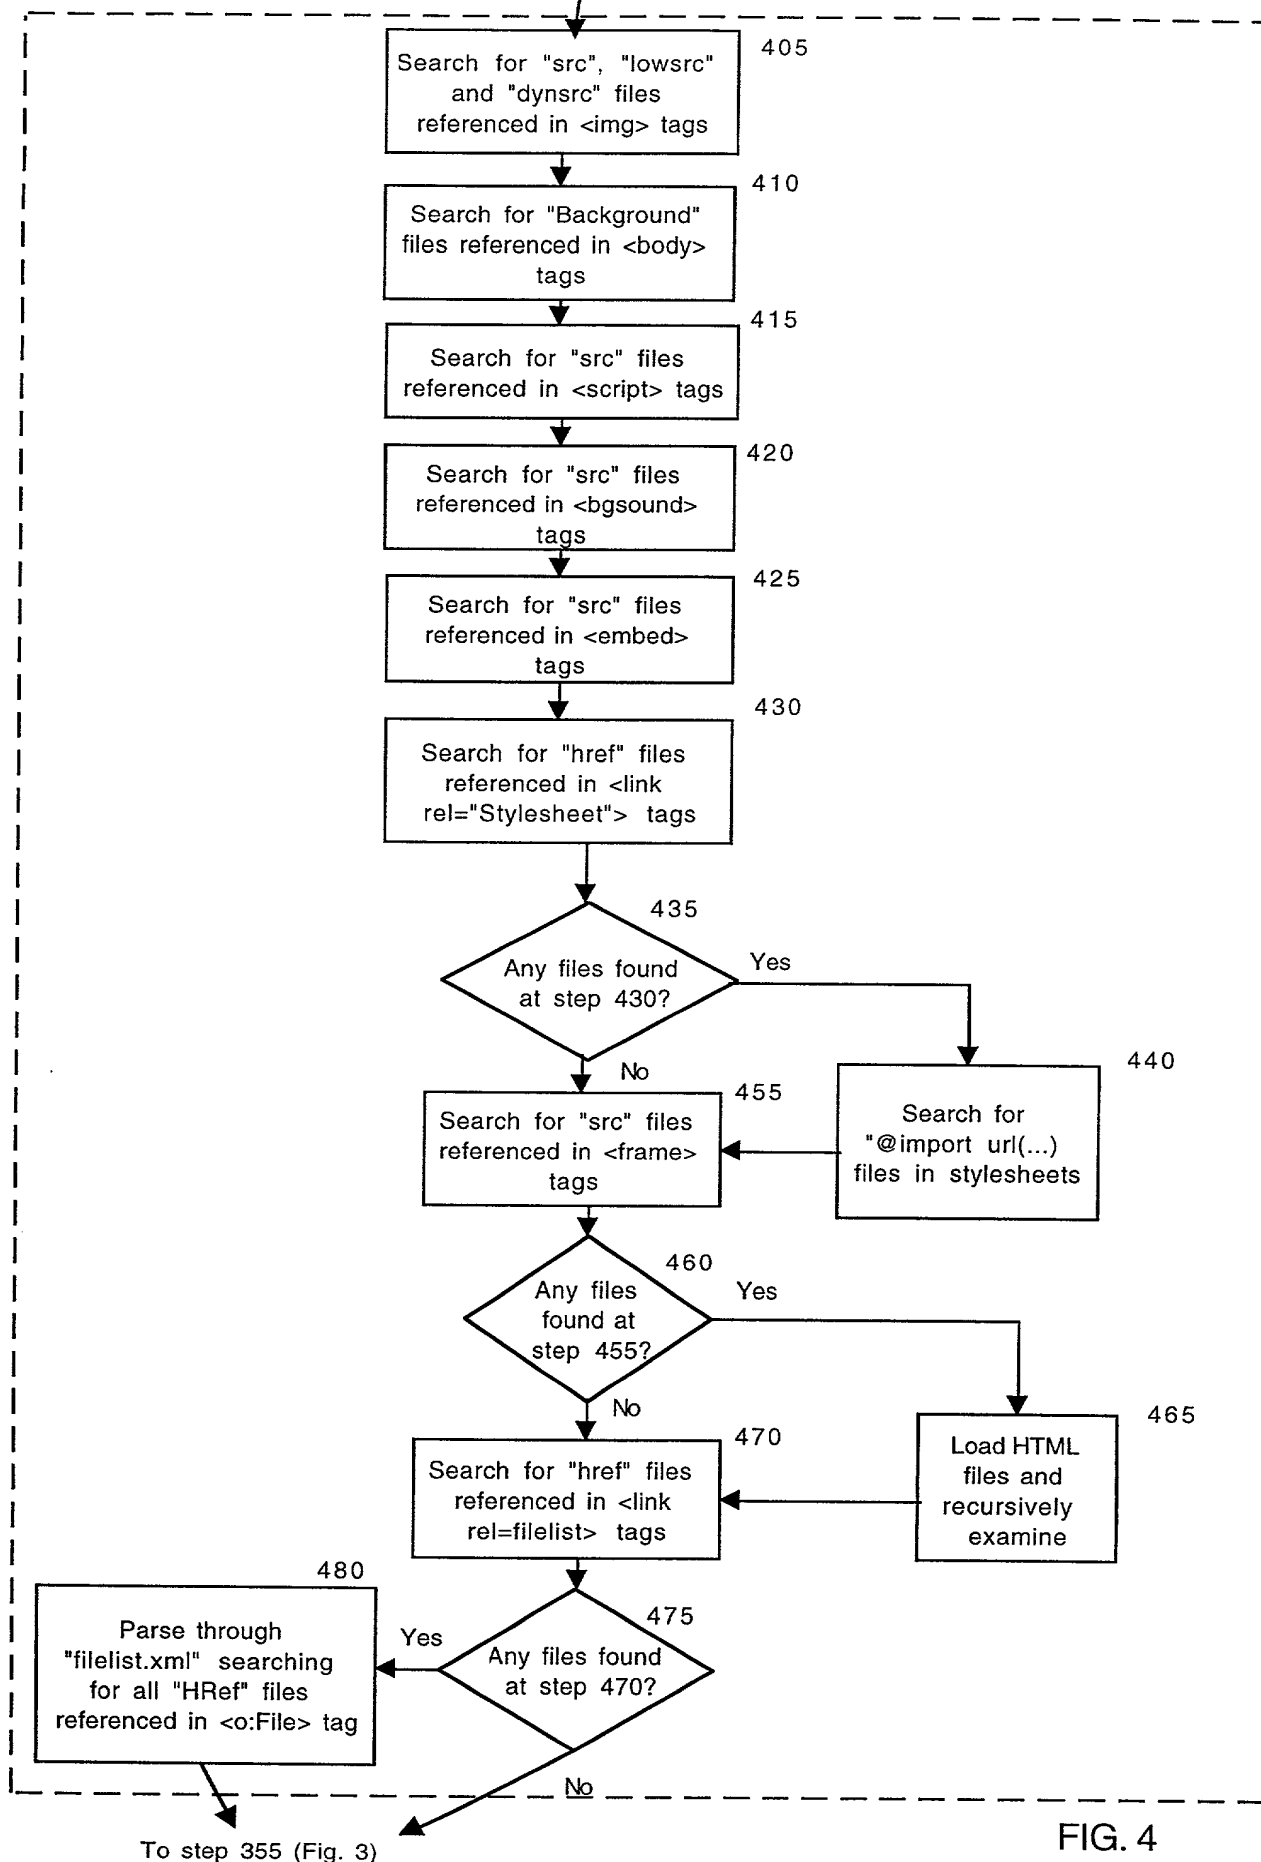 405
Search for "src", "lowsrc"
and "dynsrc" files
referenced in <img> tags
410
Search for "Background"
files referenced in <body>
tags
415
Search for "src" files
referenced in <script> tags
420
Search for "src" files
referenced in <bgsound>
tags
425
Search for "src" files
referenced in <embed>
tags
430
Search for "href" files
referenced in <link
rel="Stylesheet"> tags
435
Any files found
at step 430?
Yes
No
440
Search for
"@import url(...)
files in stylesheets
455
Search for "src" files
referenced in <frame>
tags
460
Any files
found at
step 455?
Yes
No
465
Load HTML
files and
recursively
examine
470
Search for "href" files
referenced in <link
rel=filelist> tags
475
Any files found
at step 470?
Yes
No
480
Parse through
"filelist.xml" searching
for all "HRef" files
referenced in <o:File> tag
To step 355 (Fig. 3)
FIG. 4